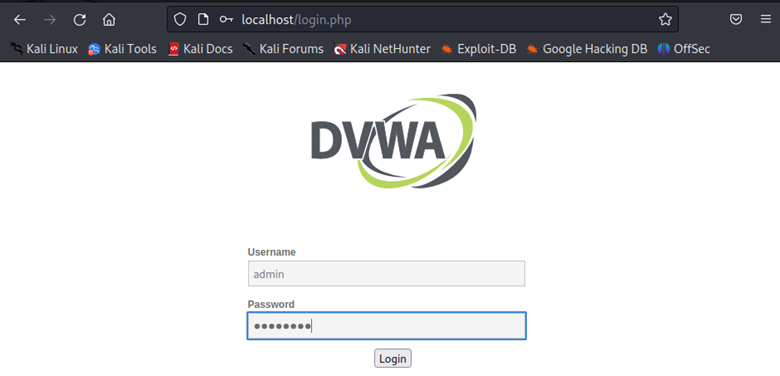 localhost/login.php
Kali Linux Kali Tools Kali Docs Kali Forums Kali NetHunter Exploit-DB Google Hacking DB OffSec
DVWA
Username
admin
Password
••••••••
Login